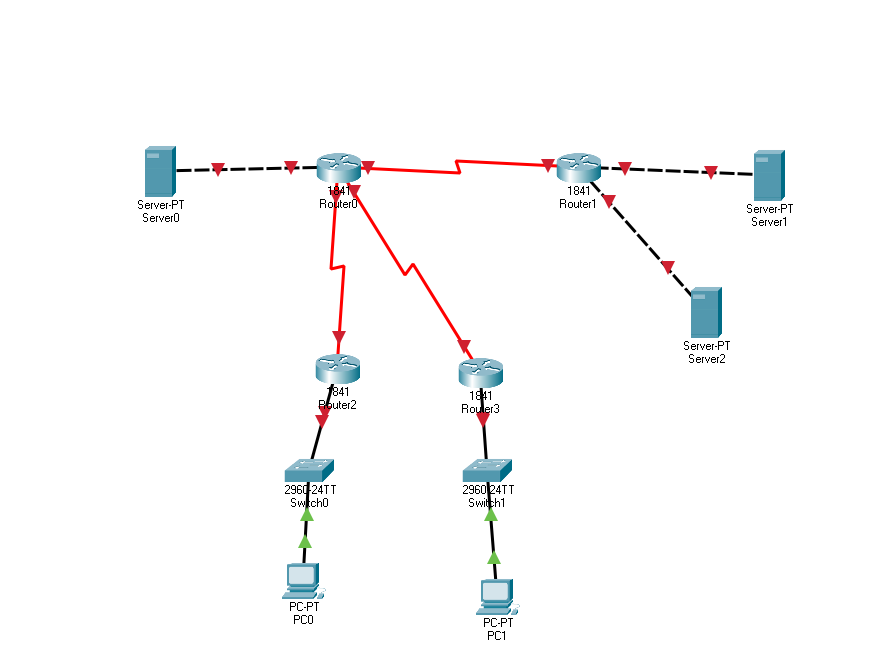 Server-PT
Server0
1841
Router0
1841
Router1
Server-PT
Server1
Server-PT
Server2
1841
Router2
1841
Router3
2960-24TT
Switch0
2960-24TT
Switch1
PC-PT
PC0
PC-PT
PC1